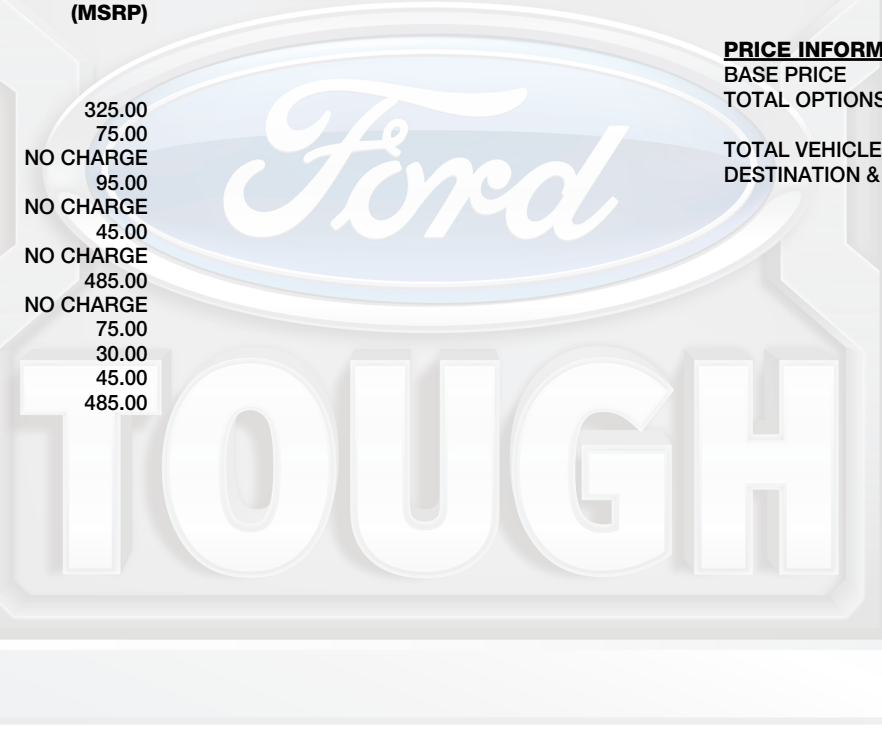 (MSRP)
325.00
75.00
NO CHARGE
95.00
NO CHARGE
45.00
NO CHARGE
485.00
NO CHARGE
75.00
30.00
45.00
485.00
PRICE INFORM
BASE PRICE
TOTAL OPTIONS
TOTAL VEHICLE
DESTINATION &
Ford
TOUGH